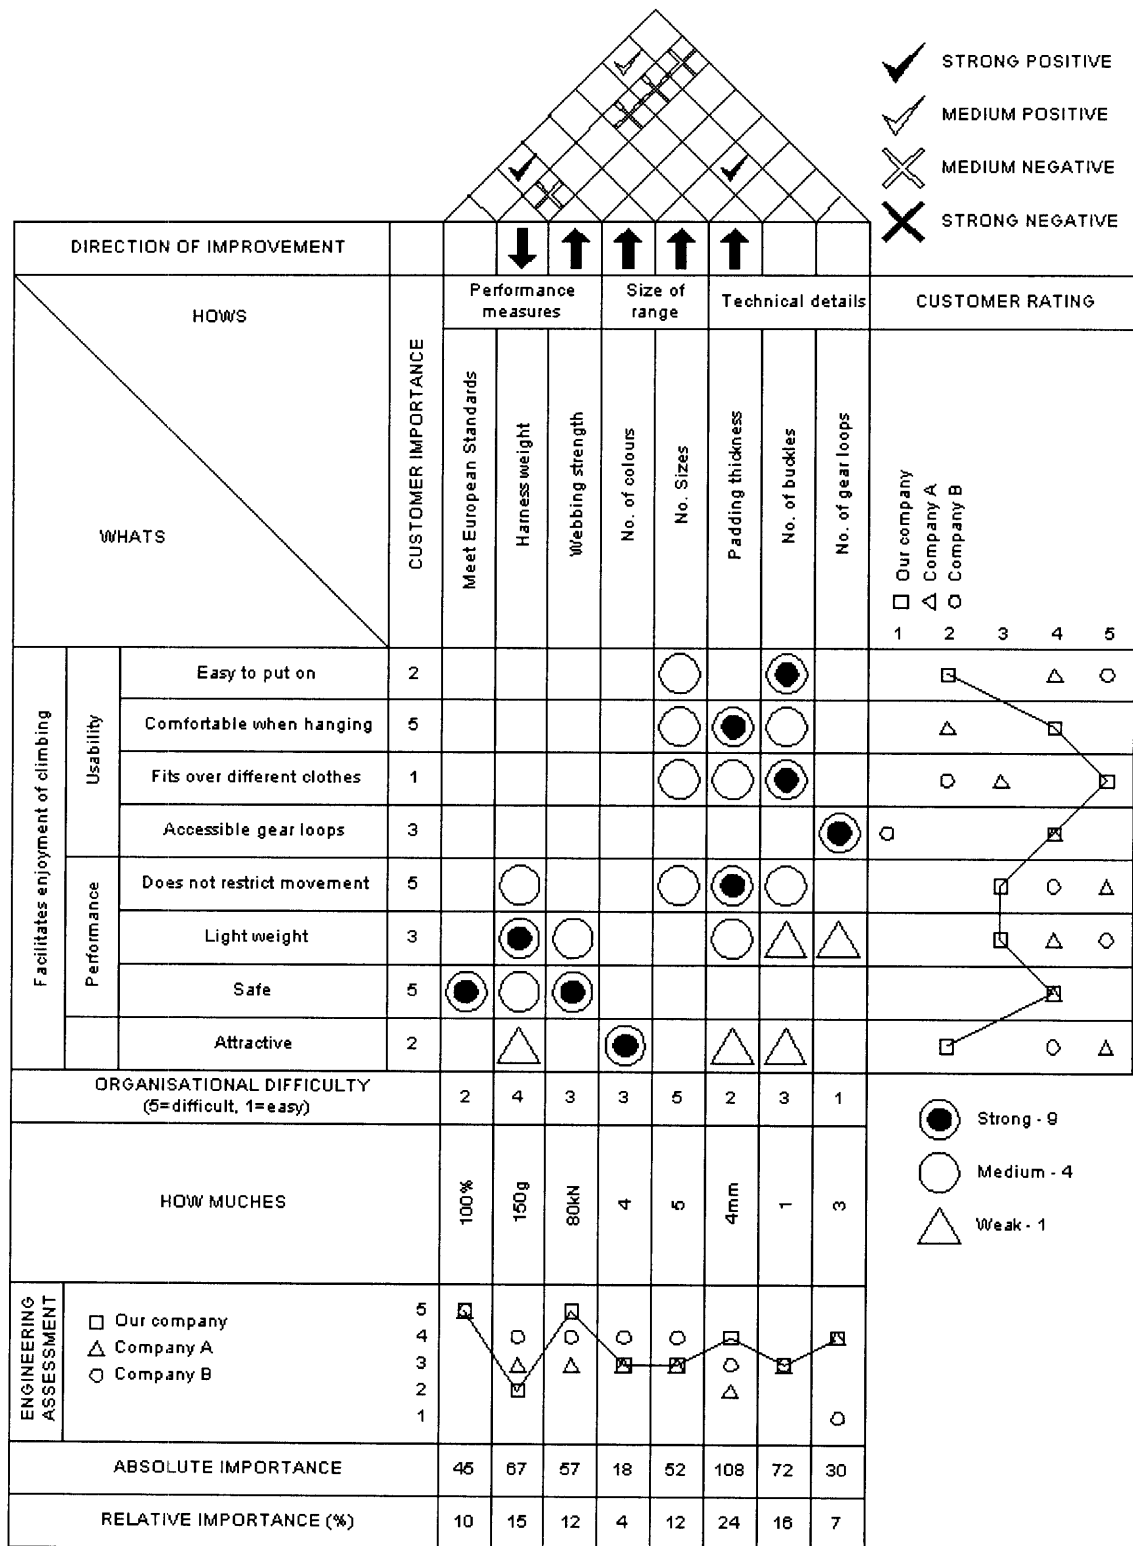 STRONG POSITIVE
MEDIUM POSITIVE
MEDIUM NEGATIVE
STRONG NEGATIVE
DIRECTION OF IMPROVEMENT
HOWS
WHATS
CUSTOMER IMPORTANCE
Performance
measures
Size of
range
Technical details
CUSTOMER RATING
Meet European Standards
Harness weight
Webbing strength
No. of colours
No. Sizes
Padding thickness
No. of buckles
No. of gear loops
Our company
Company A
Company B
1 2 3 4 5
Facilitates enjoyment of climbing
Usability
Easy to put on 2
Comfortable when hanging 5
Fits over different clothes 1
Accessible gear loops 3
Performance
Does not restrict movement 5
Light weight 3
Safe 5
Attractive 2
ORGANISATIONAL DIFFICULTY
(5=difficult, 1=easy)
2 4 3 3 5 2 3 1
Strong - 9
Medium - 4
Weak - 1
HOW MUCHES
100% 150g 80kN 4 5 4mm 1 3
ENGINEERING
ASSESSMENT
Our company
Company A
Company B
5
4
3
2
1
ABSOLUTE IMPORTANCE 45 67 57 18 52 108 72 30
RELATIVE IMPORTANCE (%) 10 15 12 4 12 24 16 7